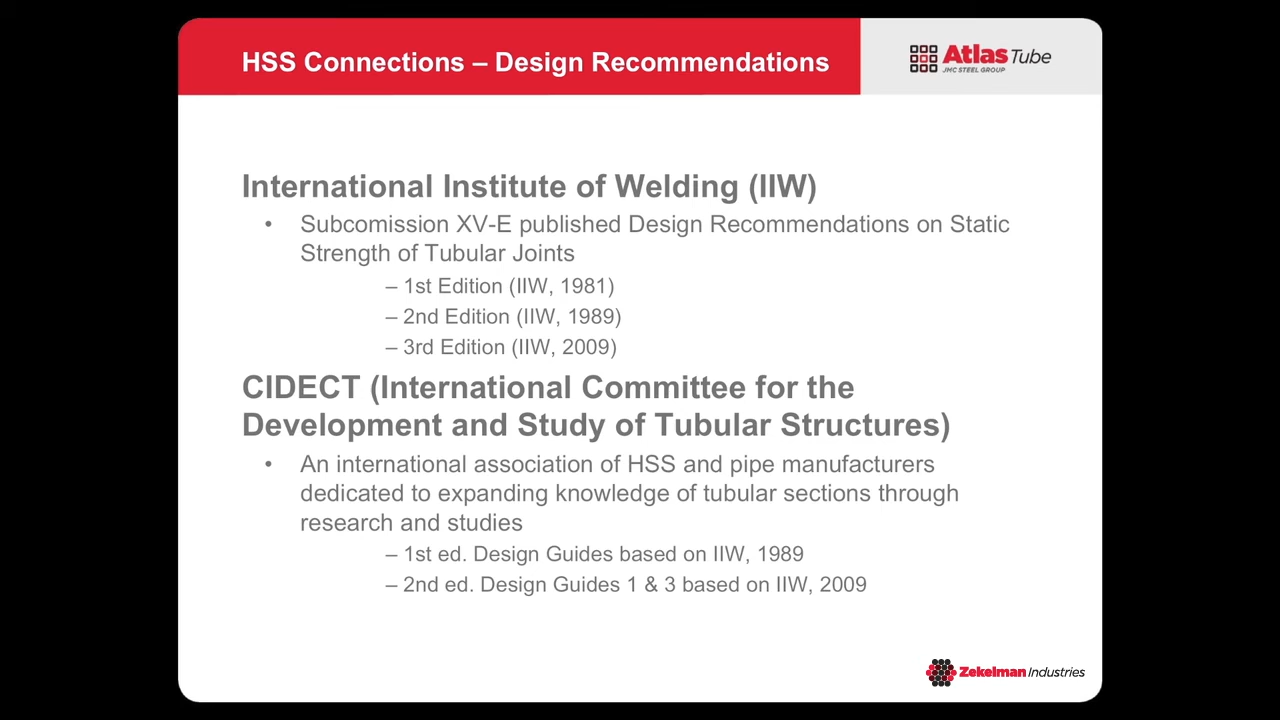 HSS Connections – Design Recommendations
Atlas Tube
JMC STEEL GROUP
International Institute of Welding (IIW)
• Subcomission XV-E published Design Recommendations on Static
Strength of Tubular Joints
– 1st Edition (IIW, 1981)
– 2nd Edition (IIW, 1989)
– 3rd Edition (IIW, 2009)
CIDECT (International Committee for the
Development and Study of Tubular Structures)
• An international association of HSS and pipe manufacturers
dedicated to expanding knowledge of tubular sections through
research and studies
– 1st ed. Design Guides based on IIW, 1989
– 2nd ed. Design Guides 1 & 3 based on IIW, 2009
Zekelman Industries